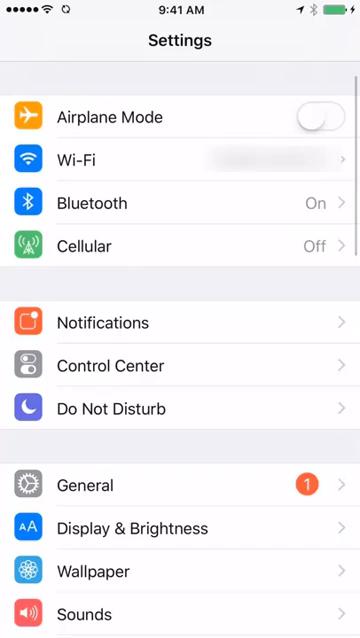 9:41 AM
Settings
Airplane Mode
Wi-Fi
Bluetooth On
Cellular Off
Notifications
Control Center
Do Not Disturb
General 1
AA Display & Brightness
Wallpaper
Sounds